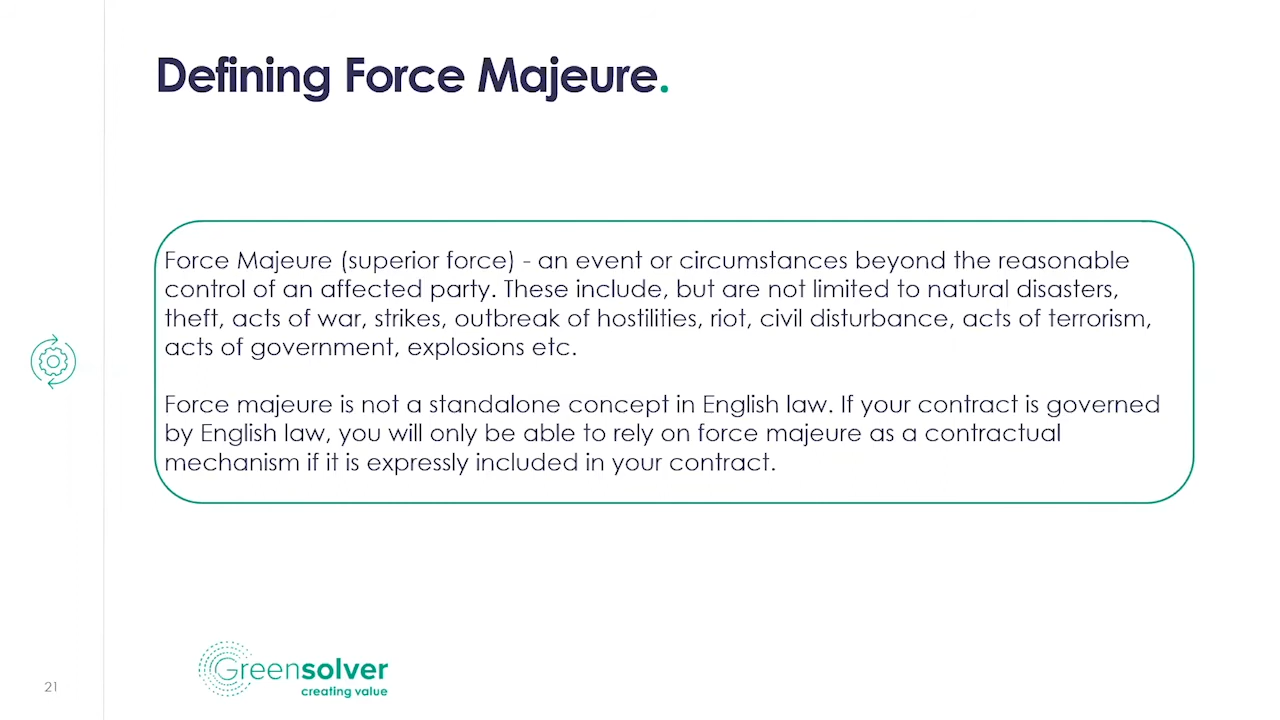 Defining Force Majeure.
Force Majeure (superior force) - an event or circumstances beyond the reasonable
control of an affected party. These include, but are not limited to natural disasters,
theft, acts of war, strikes, outbreak of hostilities, riot, civil disturbance, acts of terrorism,
acts of government, explosions etc.
Force majeure is not a standalone concept in English law. If your contract is governed
by English law, you will only be able to rely on force majeure as a contractual
mechanism if it is expressly included in your contract.
Greensolver
creating value
21